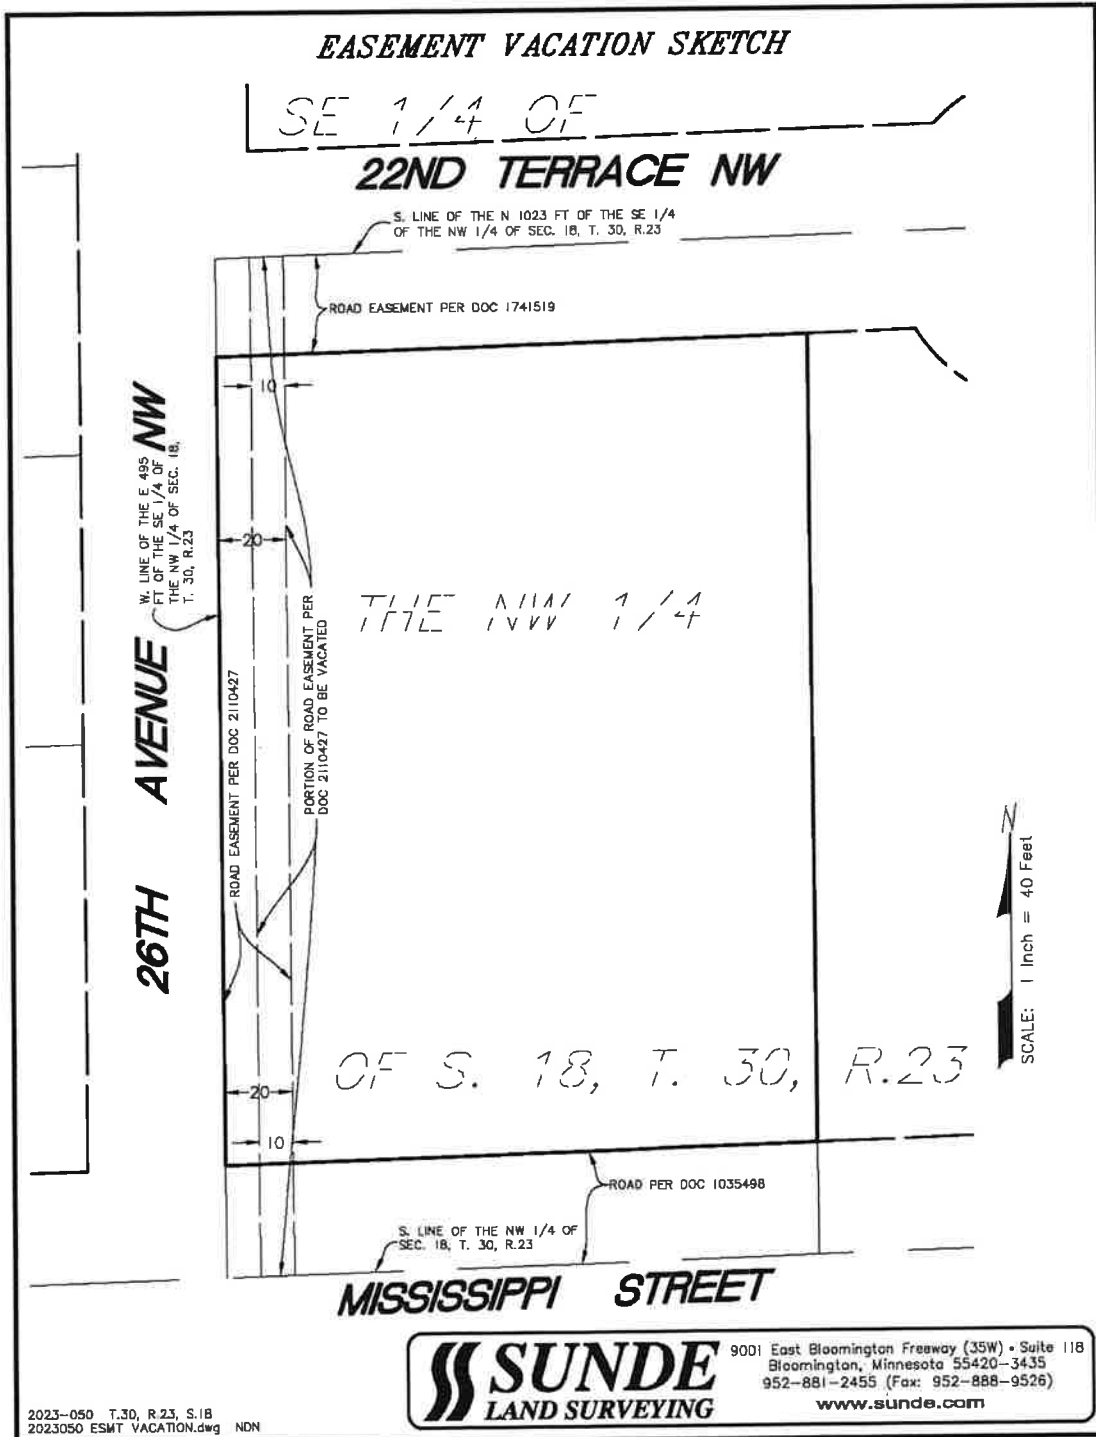 EASEMENT VACATION SKETCH
SE 1/4 OF
22ND TERRACE NW
S. LINE OF THE N 1023 FT OF THE SE 1/4
OF THE NW 1/4 OF SEC. 18, T. 30, R.23
ROAD EASEMENT PER DOC 1741519
10
26TH AVENUE NW
W. LINE OF THE E 495
FT OF THE SE 1/4 OF
THE NW 1/4 OF SEC. 18,
T. 30, R.23
20
THE NW 1/4
ROAD EASEMENT PER DOC 2110427
PORTION OF ROAD EASEMENT PER
DOC 2110427 TO BE VACATED
N
SCALE: 1 Inch = 40 Feet
OF S. 18, T. 30, R.23
20
10
ROAD PER DOC 1035498
S. LINE OF THE NW 1/4 OF
SEC. 18, T. 30, R.23
MISSISSIPPI STREET
SUNDE
LAND SURVEYING
9001 East Bloomington Freeway (35W) • Suite 118
Bloomington, Minnesota 55420-3435
952-881-2455 (Fax: 952-888-9526)
www.sunde.com
2023-050 T.30, R.23, S.18
2023050 ESMT VACATION.dwg NDN